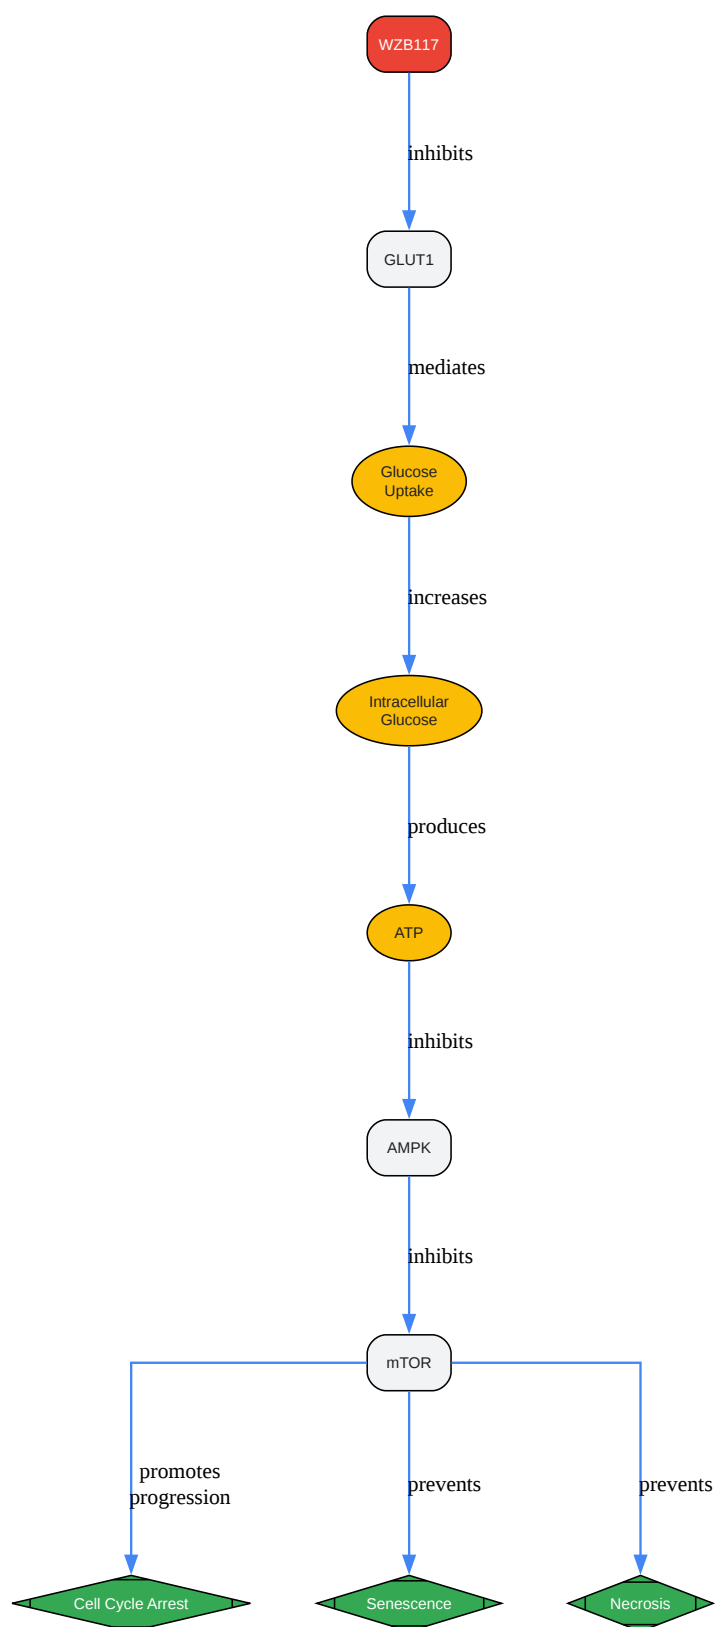 WZB117
inhibits
GLUT1
mediates
Glucose
Uptake
increases
Intracellular
Glucose
produces
ATP
inhibits
AMPK
inhibits
mTOR
promotes
progression
prevents
prevents
Cell Cycle Arrest
Senescence
Necrosis